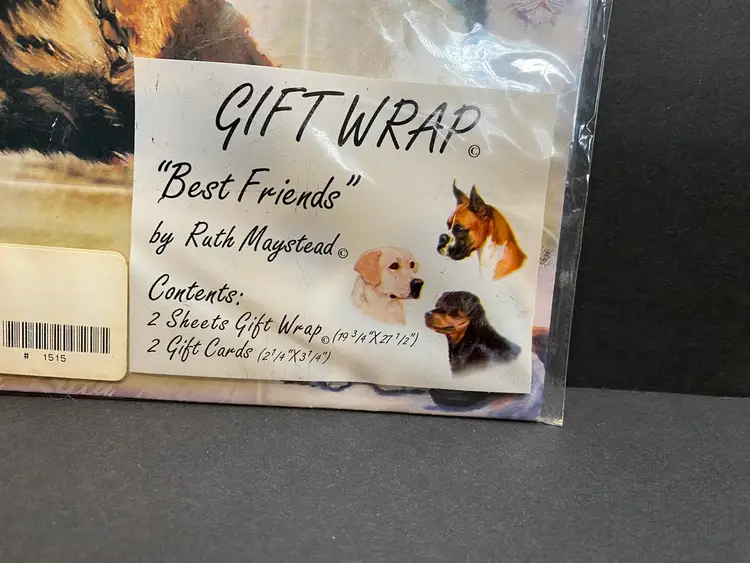 GIFT WRAP ©
"Best Friends"
by Ruth Maystead ©
Contents:
2 Sheets Gift Wrap © (19 3/4"X27 1/2")
2 Gift Cards (2 1/4"X3 1/4")
# 1515